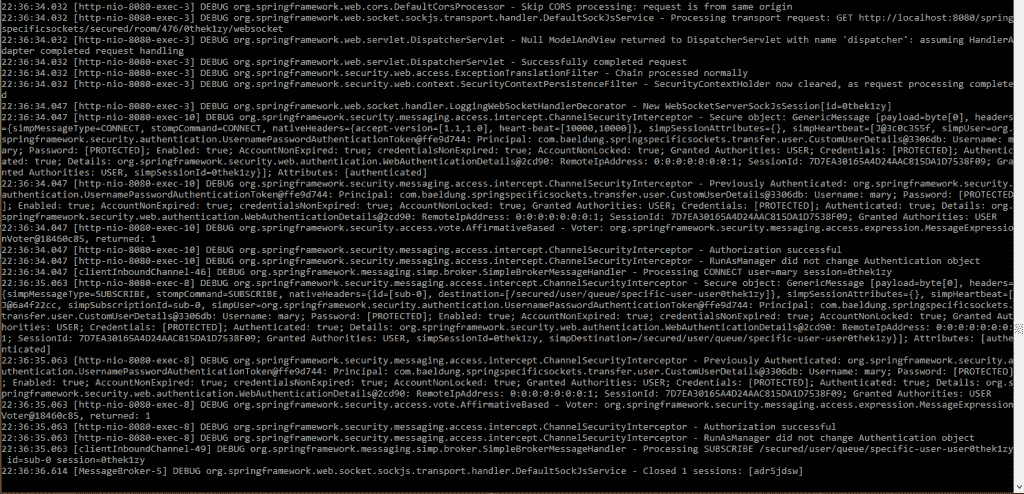 22:36:34.032 [http-nio-8080-exec-3] DEBUG org.springframework.web.cors.DefaultCorsProcessor - Skip CORS processing: request is from same origin
22:36:34.032 [http-nio-8080-exec-3] DEBUG org.springframework.web.socket.sockjs.transport.handler.DefaultSockJsService - Processing transport request: GET http://localhost:8080/spring
specificsockets/secured/room/476/0thek1zy/websocket
22:36:34.032 [http-nio-8080-exec-3] DEBUG org.springframework.web.servlet.DispatcherServlet - Null ModelAndView returned to DispatcherServlet with name 'dispatcher': assuming HandlerA
dapter completed request handling
22:36:34.032 [http-nio-8080-exec-3] DEBUG org.springframework.web.servlet.DispatcherServlet - Successfully completed request
22:36:34.032 [http-nio-8080-exec-3] DEBUG org.springframework.security.web.access.ExceptionTranslationFilter - Chain processed normally
22:36:34.032 [http-nio-8080-exec-3] DEBUG org.springframework.security.web.context.SecurityContextPersistenceFilter - SecurityContextHolder now cleared, as request processing complete
d
22:36:34.047 [http-nio-8080-exec-3] DEBUG org.springframework.web.socket.handler.LoggingWebSocketHandlerDecorator - New WebSocketServerSockJsSession[id=0thek1zy]
22:36:34.047 [http-nio-8080-exec-10] DEBUG org.springframework.security.messaging.access.intercept.ChannelSecurityInterceptor - Secure object: GenericMessage [payload=byte[0], headers
={simpMessageType=CONNECT, stompCommand=CONNECT, nativeHeaders={accept-version=[1.1,1.0], heart-beat=[10000,10000]}, simpSessionAttributes={}, simpHeartbeat=[J@3c0c355f, simpUser=org.
springframework.security.authentication.UsernamePasswordAuthenticationToken@ffe9d744: Principal: com.baeldung.springspecificsockets.transfer.user.CustomUserDetails@3306db: Username: m
ary; Password: [PROTECTED]; Enabled: true; AccountNonExpired: true; credentialsNonExpired: true; AccountNonLocked: true; Granted Authorities: USER; Credentials: [PROTECTED]; Authentic
ated: true; Details: org.springframework.security.web.authentication.WebAuthenticationDetails@2cd90: RemoteIpAddress: 0:0:0:0:0:0:0:1; SessionId: 7D7EA30165A4D24AAC815DA1D7538F09; Gra
nted Authorities: USER, simpSessionId=0thek1zy}]; Attributes: [authenticated]
22:36:34.047 [http-nio-8080-exec-10] DEBUG org.springframework.security.messaging.access.intercept.ChannelSecurityInterceptor - Previously Authenticated: org.springframework.security.
authentication.UsernamePasswordAuthenticationToken@ffe9d744: Principal: com.baeldung.springspecificsockets.transfer.user.CustomUserDetails@3306db: Username: mary; Password: [PROTECTED
]; Enabled: true; AccountNonExpired: true; credentialsNonExpired: true; AccountNonLocked: true; Granted Authorities: USER; Credentials: [PROTECTED]; Authenticated: true; Details: org.
springframework.security.web.authentication.WebAuthenticationDetails@2cd90: RemoteIpAddress: 0:0:0:0:0:0:0:1; SessionId: 7D7EA30165A4D24AAC815DA1D7538F09; Granted Authorities: USER
22:36:34.047 [http-nio-8080-exec-10] DEBUG org.springframework.security.access.vote.AffirmativeBased - Voter: org.springframework.security.messaging.access.expression.MessageExpressio
nVoter@18460c85, returned: 1
22:36:34.047 [http-nio-8080-exec-10] DEBUG org.springframework.security.messaging.access.intercept.ChannelSecurityInterceptor - Authorization successful
22:36:34.047 [http-nio-8080-exec-10] DEBUG org.springframework.security.messaging.access.intercept.ChannelSecurityInterceptor - RunAsManager did not change Authentication object
22:36:34.047 [clientInboundChannel-46] DEBUG org.springframework.messaging.simp.broker.SimpleBrokerMessageHandler - Processing CONNECT user=mary session=0thek1zy
22:36:35.063 [http-nio-8080-exec-8] DEBUG org.springframework.security.messaging.access.intercept.ChannelSecurityInterceptor - Secure object: GenericMessage [payload=byte[0], headers=
{simpMessageType=SUBSCRIBE, stompCommand=SUBSCRIBE, nativeHeaders={id=[sub-0], destination=[/secured/user/queue/specific-user-user0thek1zy]}, simpSessionAttributes={}, simpHeartbeat=[
J@6a4f22cc, simpSubscriptionId=sub-0, simpUser=org.springframework.security.authentication.UsernamePasswordAuthenticationToken@ffe9d744: Principal: com.baeldung.springspecificsockets.
transfer.user.CustomUserDetails@3306db: Username: mary; Password: [PROTECTED]; Enabled: true; AccountNonExpired: true; credentialsNonExpired: true; AccountNonLocked: true; Granted Aut
horities: USER; Credentials: [PROTECTED]; Authenticated: true; Details: org.springframework.security.web.authentication.WebAuthenticationDetails@2cd90: RemoteIpAddress: 0:0:0:0:0:0:0:
1; SessionId: 7D7EA30165A4D24AAC815DA1D7538F09; Granted Authorities: USER, simpSessionId=0thek1zy, simpDestination=/secured/user/queue/specific-user-user0thek1zy}]; Attributes: [authe
nticated]
22:36:35.063 [http-nio-8080-exec-8] DEBUG org.springframework.security.messaging.access.intercept.ChannelSecurityInterceptor - Previously Authenticated: org.springframework.security.a
uthentication.UsernamePasswordAuthenticationToken@ffe9d744: Principal: com.baeldung.springspecificsockets.transfer.user.CustomUserDetails@3306db: Username: mary; Password: [PROTECTED]
; Enabled: true; AccountNonExpired: true; credentialsNonExpired: true; AccountNonLocked: true; Granted Authorities: USER; Credentials: [PROTECTED]; Authenticated: true; Details: org.s
pringframework.security.web.authentication.WebAuthenticationDetails@2cd90: RemoteIpAddress: 0:0:0:0:0:0:0:1; SessionId: 7D7EA30165A4D24AAC815DA1D7538F09; Granted Authorities: USER
22:36:35.063 [http-nio-8080-exec-8] DEBUG org.springframework.security.access.vote.AffirmativeBased - Voter: org.springframework.security.messaging.access.expression.MessageExpression
Voter@18460c85, returned: 1
22:36:35.063 [http-nio-8080-exec-8] DEBUG org.springframework.security.messaging.access.intercept.ChannelSecurityInterceptor - Authorization successful
22:36:35.063 [http-nio-8080-exec-8] DEBUG org.springframework.security.messaging.access.intercept.ChannelSecurityInterceptor - RunAsManager did not change Authentication object
22:36:35.063 [clientInboundChannel-49] DEBUG org.springframework.messaging.simp.broker.SimpleBrokerMessageHandler - Processing SUBSCRIBE /secured/user/queue/specific-user-user0thek1zy
id=sub-0 session=0thek1zy
22:36:36.614 [MessageBroker-5] DEBUG org.springframework.web.socket.sockjs.transport.handler.DefaultSockJsService - Closed 1 sessions: [adr5jdsw]